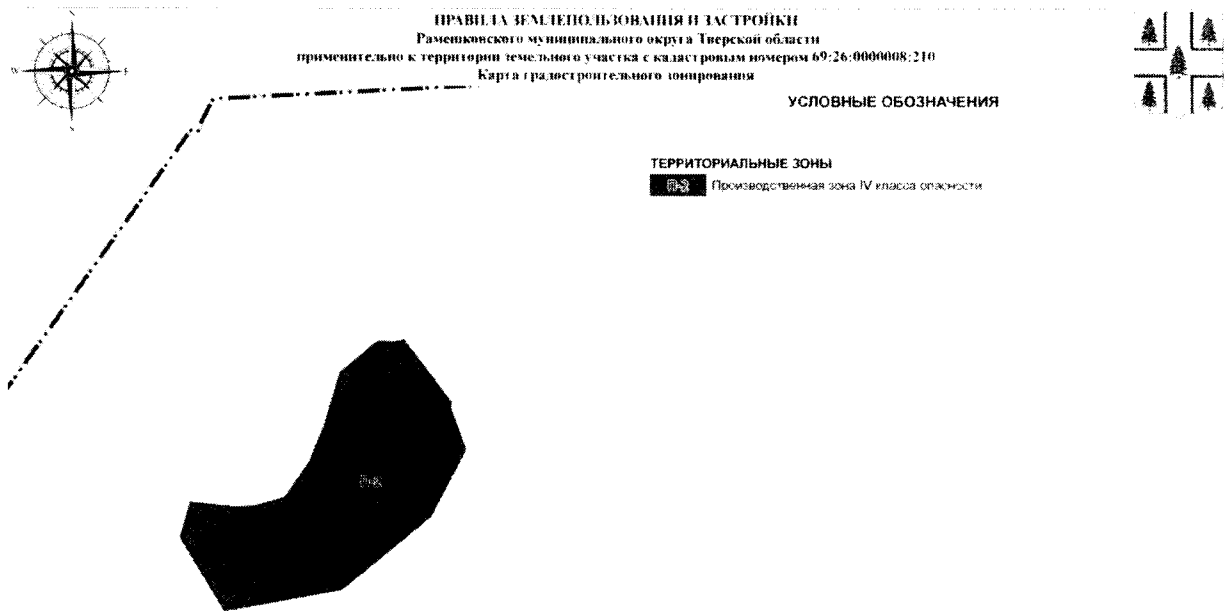 ПРАВИЛА ЗЕМЛЕПОЛЬЗОВАНИЯ И ЗАСТРОЙКИ
Рамешковского муниципального округа Тверской области
применительно к территории земельного участка с кадастровым номером 69:26:0000008:210
Карта градостроительного зонирования
УСЛОВНЫЕ ОБОЗНАЧЕНИЯ
ТЕРРИТОРИАЛЬНЫЕ ЗОНЫ
П-2 Производственная зона IV класса опасности
W E